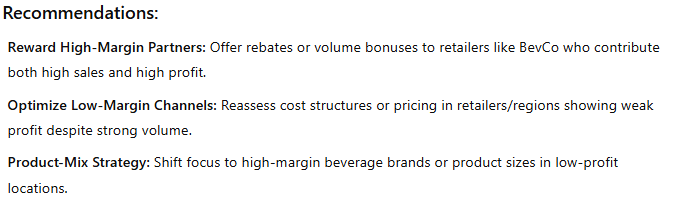 Recommendations:
Reward High-Margin Partners: Offer rebates or volume bonuses to retailers like BevCo who contribute
both high sales and high profit.
Optimize Low-Margin Channels: Reassess cost structures or pricing in retailers/regions showing weak
profit despite strong volume.
Product-Mix Strategy: Shift focus to high-margin beverage brands or product sizes in low-profit
locations.